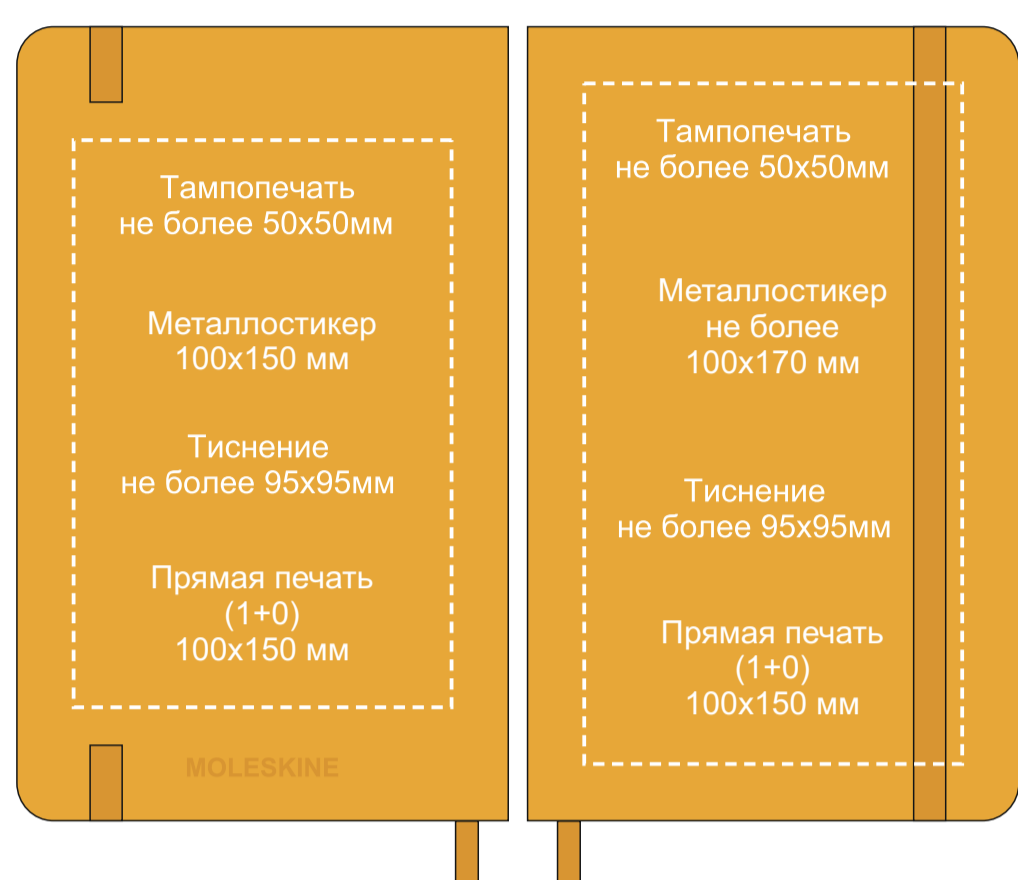 Тампопечать
не более 50х50мм
Металлостикер
100х150 мм
Тиснение
не более 95х95мм
Прямая печать
(1+0)
100х150 мм
MOLESKINE
Тампопечать
не более 50х50мм
Металлостикер
не более
100х170 мм
Тиснение
не более 95х95мм
Прямая печать
(1+0)
100х150 мм